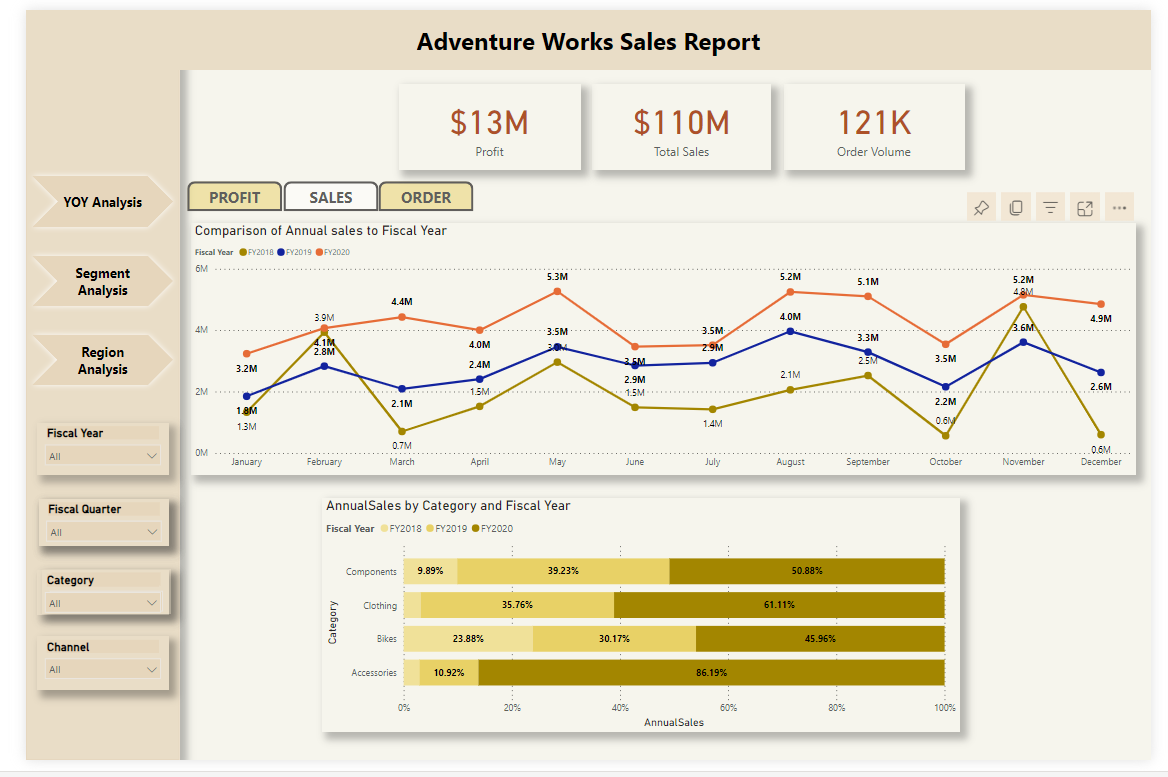 Adventure Works Sales Report
$13M
Profit
$110M
Total Sales
121K
Order Volume
YOY Analysis
Segment
Analysis
Region
Analysis
Fiscal Year
All
Fiscal Quarter
All
Category
All
Channel
All
PROFIT
SALES
ORDER
Comparison of Annual sales to Fiscal Year
Fiscal Year FY2018 FY2019 FY2020
6M
4M
2M
0M
3.2M
1.8M
1.3M
3.9M
4.1M
2.8M
4.4M
2.1M
0.7M
4.0M
2.4M
1.5M
5.3M
3.5M
3.5M
2.9M
1.5M
3.5M
2.9M
1.4M
5.2M
4.0M
2.1M
5.1M
3.3M
2.5M
3.5M
2.2M
0.6M
5.2M
4.8M
3.6M
4.9M
2.6M
0.6M
January February March April May June July August September October November December
AnnualSales by Category and Fiscal Year
Fiscal Year FY2018 FY2019 FY2020
Category
Components 9.89% 39.23% 50.88%
Clothing 35.76% 61.11%
Bikes 23.88% 30.17% 45.96%
Accessories 10.92% 86.19%
0% 20% 40% 60% 80% 100%
AnnualSales